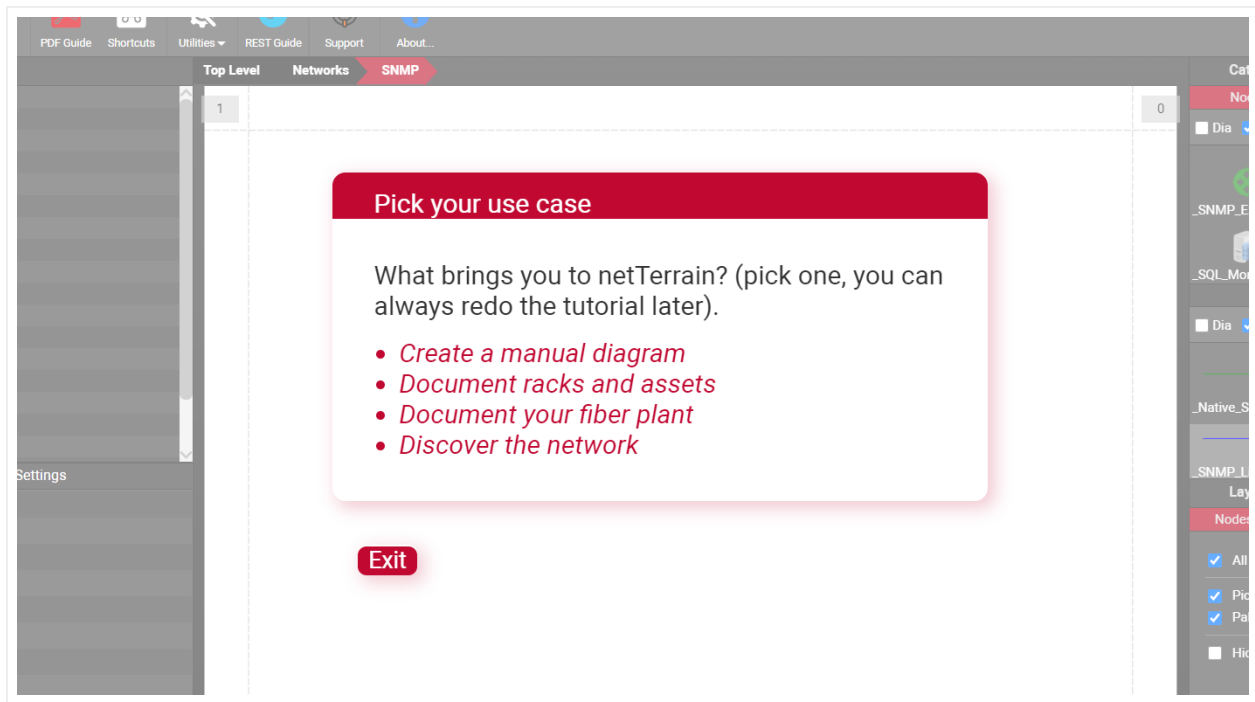 PDF Guide Shortcuts Utilities REST Guide Support About...
Top Level Networks SNMP
1
0
Dia
Pick your use case
What brings you to netTerrain? (pick one, you can
always redo the tutorial later).
• Create a manual diagram
• Document racks and assets
• Document your fiber plant
• Discover the network
Exit
Settings
_SNMP_E
_SQL_Mor
Dia
_Native_S
_SNMP_L
Nodes
All